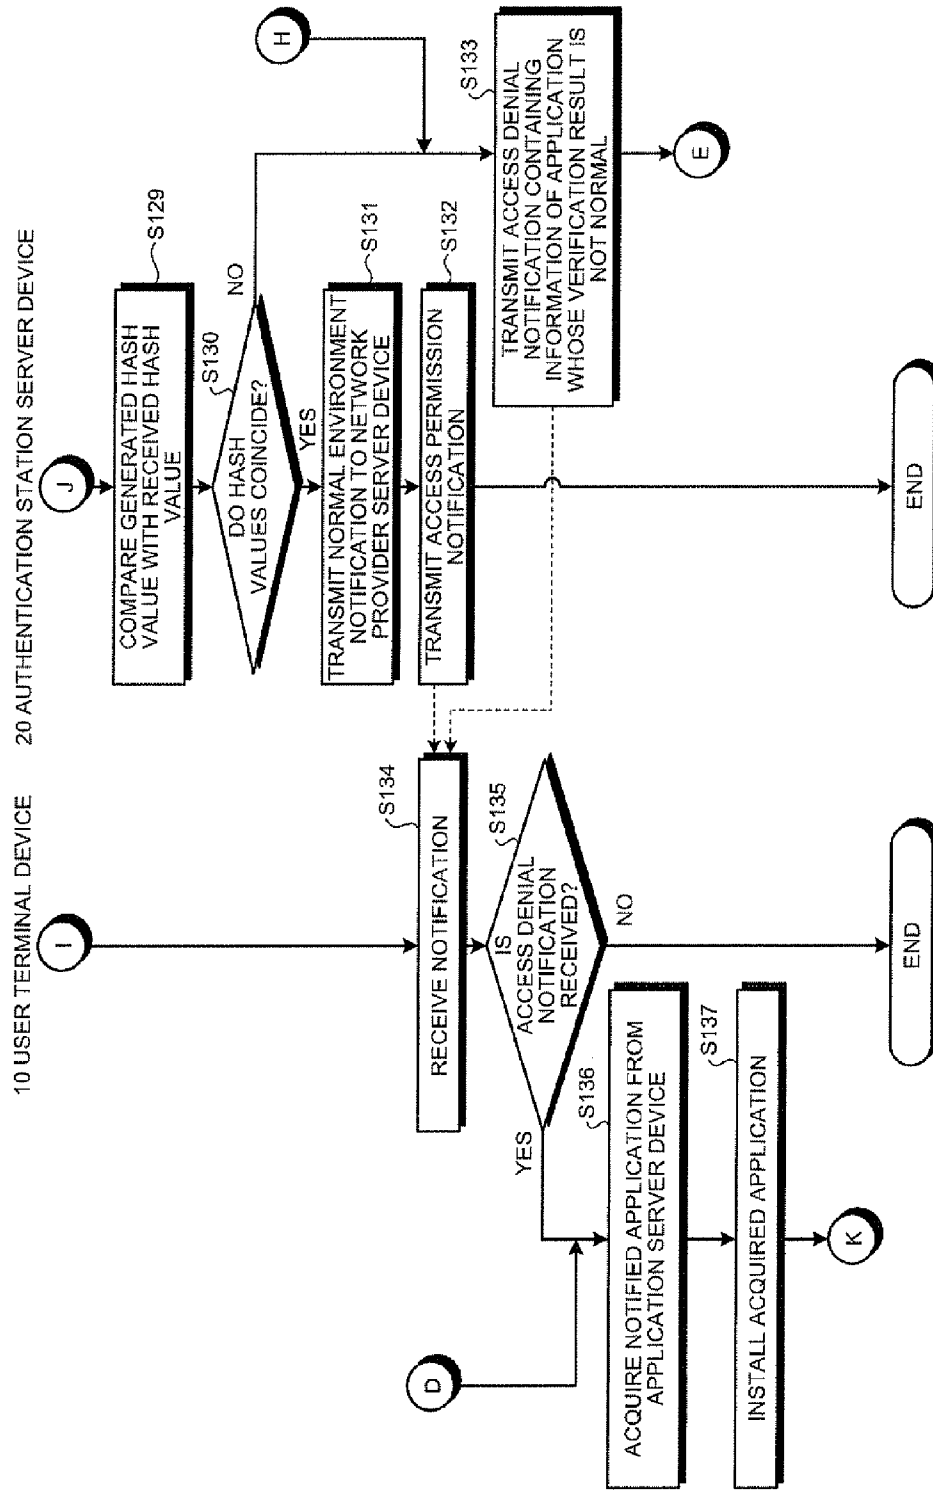 10 USER TERMINAL DEVICE
20 AUTHENTICATION STATION SERVER DEVICE
I
J
COMPARE GENERATED HASH
VALUE WITH RECEIVED HASH
VALUE
S129
DO HASH
VALUES COINCIDE?
S130
NO
YES
H
TRANSMIT NORMAL ENVIRONMENT
NOTIFICATION TO NETWORK
PROVIDER SERVER DEVICE
S131
TRANSMIT ACCESS PERMISSION
NOTIFICATION
S132
TRANSMIT ACCESS DENIAL
NOTIFICATION CONTAINING
INFORMATION OF APPLICATION
WHOSE VERIFICATION RESULT IS
NOT NORMAL
S133
E
END
RECEIVE NOTIFICATION
S134
IS
ACCESS DENIAL
NOTIFICATION
RECEIVED?
S135
YES
NO
D
ACQUIRE NOTIFIED APPLICATION FROM
APPLICATION SERVER DEVICE
S136
INSTALL ACQUIRED APPLICATION
S137
K
END